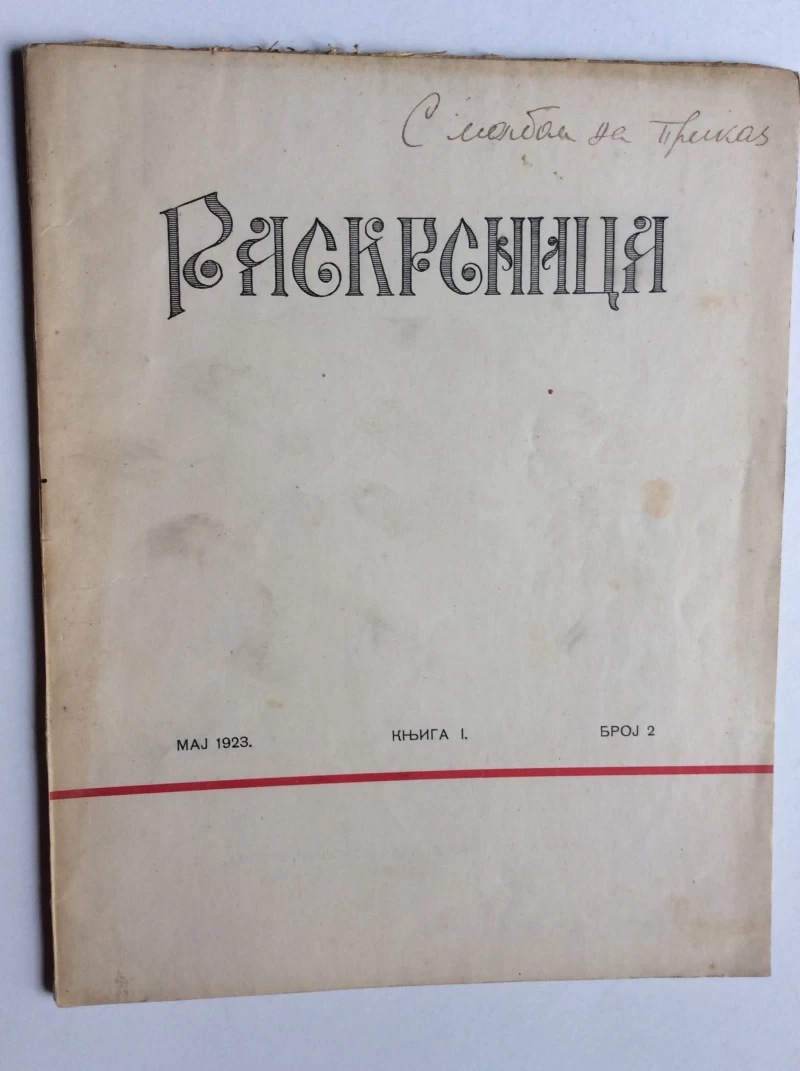 С молбом за приказ
Раскрсница
МАЈ 1923.
КЊИГА I.
БРОЈ 2